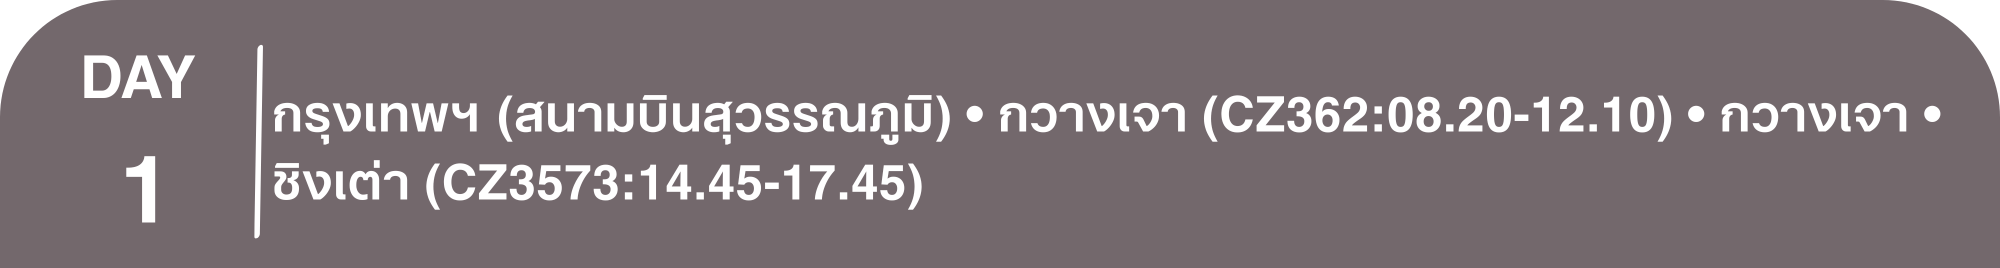 DAY
1
กรุงเทพฯ (สนามบินสุวรรณภูมิ) • กวางเจา (CZ362:08.20-12.10) • กวางเจา •
ชิงเต่า (CZ3573:14.45-17.45)